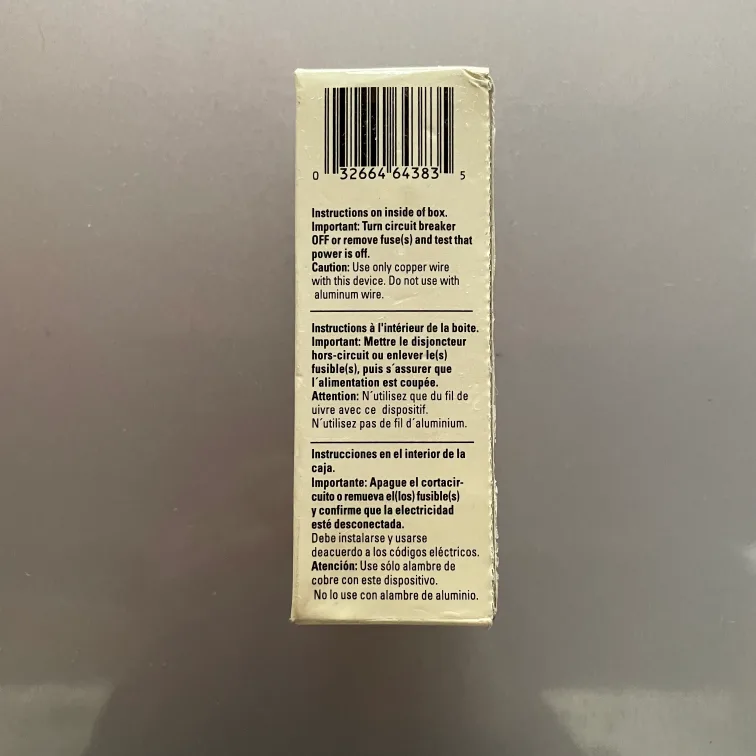 0 32664 64383 5
Instructions on inside of box.
Important: Turn circuit breaker
OFF or remove fuse(s) and test that
power is off.
Caution: Use only copper wire
with this device. Do not use with
aluminum wire.
Instructions à l'intérieur de la boite.
Important: Mettre le disjoncteur
hors-circuit ou enlever le(s)
fusible(s), puis s´assurer que
l´alimentation est coupée.
Attention: N´utilisez que du fil de
uivre avec ce dispositif.
N´utilisez pas de fil d´aluminium.
Instrucciones en el interior de la
caja.
Importante: Apague el cortacir-
cuito o remueva el(los) fusible(s)
y confirme que la electricidad
esté desconectada.
Debe instalarse y usarse
deacuerdo a los códigos eléctricos.
Atención: Use sólo alambre de
cobre con este dispositivo.
No lo use con alambre de aluminio.